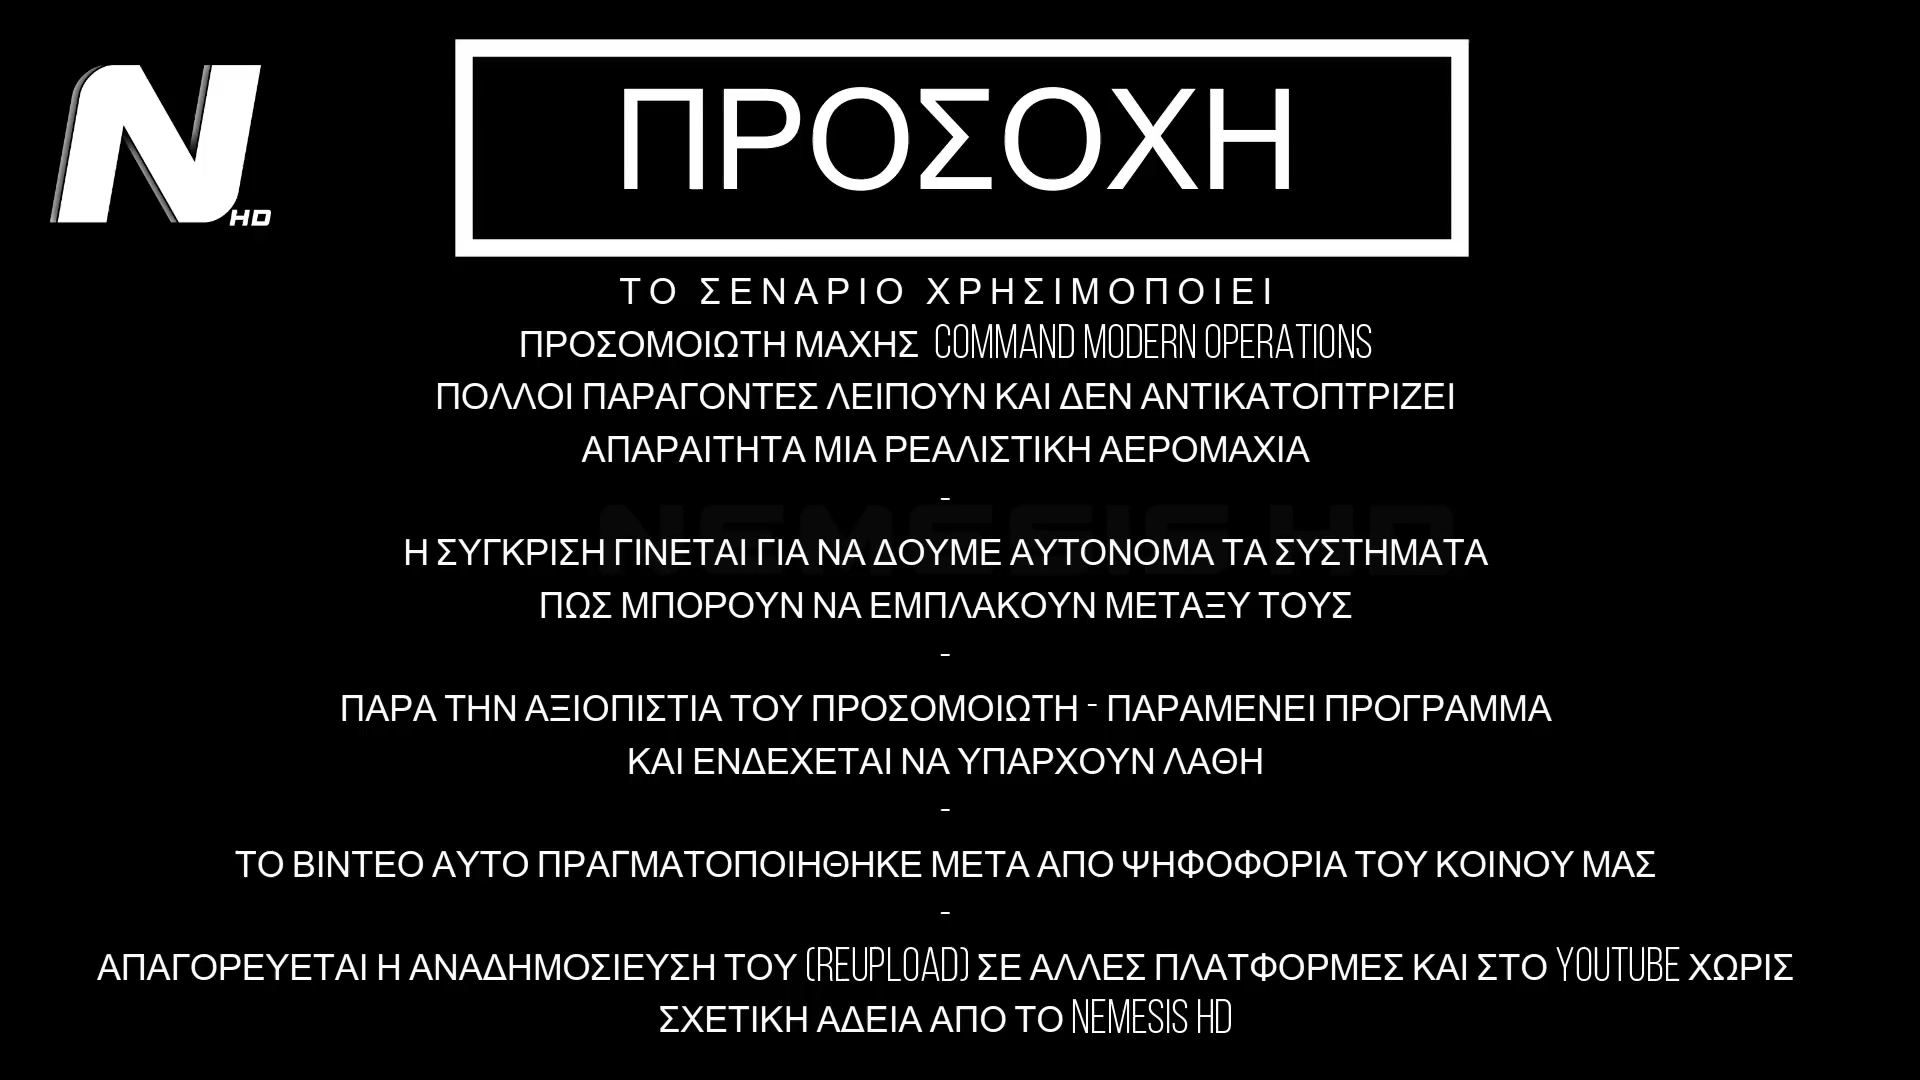 N HD
ΠΡΟΣΟΧΗ
ΤΟ ΣΕΝΑΡΙΟ ΧΡΗΣΙΜΟΠΟΙΕΙ
ΠΡΟΣΟΜΟΙΩΤΗ ΜΑΧΗΣ COMMAND MODERN OPERATIONS
ΠΟΛΛΟΙ ΠΑΡΑΓΟΝΤΕΣ ΛΕΙΠΟΥΝ ΚΑΙ ΔΕΝ ΑΝΤΙΚΑΤΟΠΤΡΙΖΕΙ
ΑΠΑΡΑΙΤΗΤΑ ΜΙΑ ΡΕΑΛΙΣΤΙΚΗ ΑΕΡΟΜΑΧΙΑ
-
NEMESIS HD
Η ΣΥΓΚΡΙΣΗ ΓΙΝΕΤΑΙ ΓΙΑ ΝΑ ΔΟΥΜΕ ΑΥΤΟΝΟΜΑ ΤΑ ΣΥΣΤΗΜΑΤΑ
ΠΩΣ ΜΠΟΡΟΥΝ ΝΑ ΕΜΠΛΑΚΟΥΝ ΜΕΤΑΞΥ ΤΟΥΣ
-
ΠΑΡΑ ΤΗΝ ΑΞΙΟΠΙΣΤΙΑ ΤΟΥ ΠΡΟΣΟΜΟΙΩΤΗ - ΠΑΡΑΜΕΝΕΙ ΠΡΟΓΡΑΜΜΑ
ΚΑΙ ΕΝΔΕΧΕΤΑΙ ΝΑ ΥΠΑΡΧΟΥΝ ΛΑΘΗ
-
ΤΟ ΒΙΝΤΕΟ ΑΥΤΟ ΠΡΑΓΜΑΤΟΠΟΙΗΘΗΚΕ ΜΕΤΑ ΑΠΟ ΨΗΦΟΦΟΡΙΑ ΤΟΥ ΚΟΙΝΟΥ ΜΑΣ
-
ΑΠΑΓΟΡΕΥΕΤΑΙ Η ΑΝΑΔΗΜΟΣΙΕΥΣΗ ΤΟΥ (REUPLOAD) ΣΕ ΑΛΛΕΣ ΠΛΑΤΦΟΡΜΕΣ ΚΑΙ ΣΤΟ YOUTUBE ΧΩΡΙΣ
ΣΧΕΤΙΚΗ ΑΔΕΙΑ ΑΠΟ ΤΟ NEMESIS HD